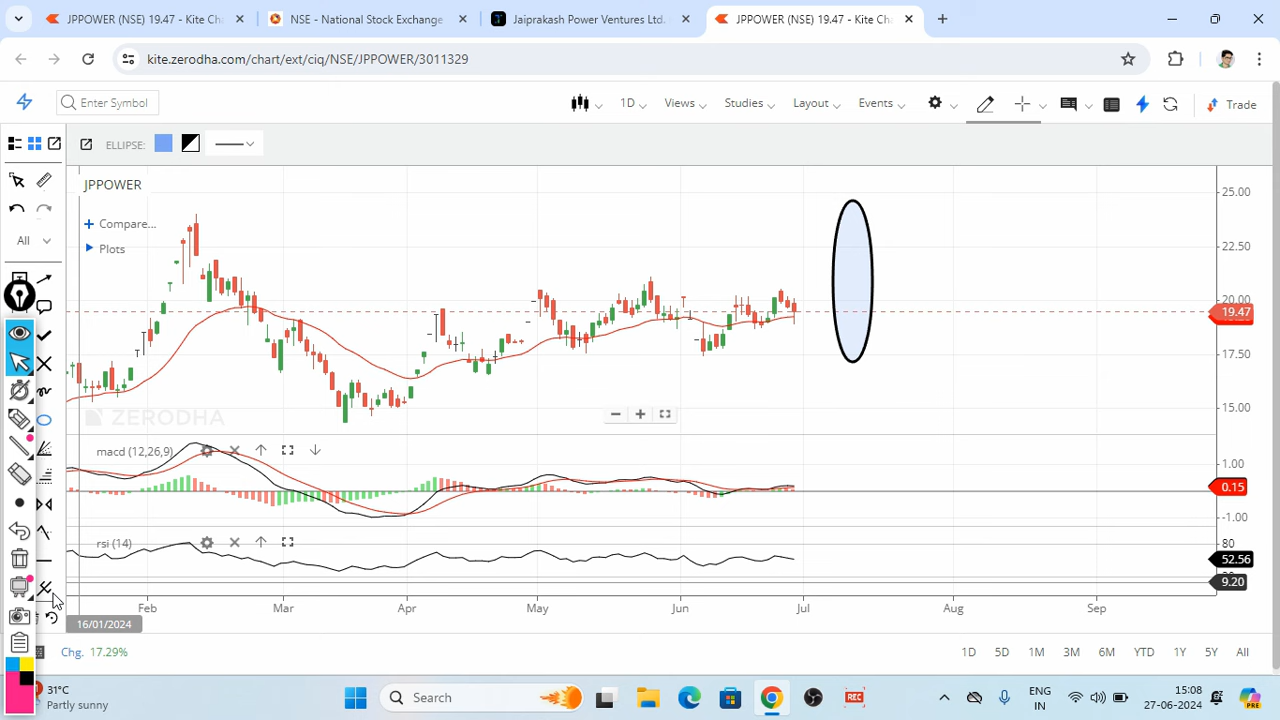 JPPOWER (NSE) 19.47 - Kite Ch
NSE - National Stock Exchange
Jaiprakash Power Ventures Ltd.
JPPOWER (NSE) 19.47 - Kite Ch
kite.zerodha.com/chart/ext/ciq/NSE/JPPOWER/3011329
Enter Symbol
1D
Views
Studies
Layout
Events
Trade
ELLIPSE:
JPPOWER
Compare...
Plots
All
25.00
22.50
20.00
19.47
17.50
15.00
ZERODHA
macd (12,26,9)
1.00
0.15
-1.00
rsi (14)
80
52.56
9.20
Feb
Mar
Apr
May
Jun
Jul
Aug
Sep
16/01/2024
Chg. 17.29%
1D
5D
1M
3M
6M
YTD
1Y
5Y
All
31°C
Partly sunny
Search
REC
ENG
IN
15:08
27-06-2024
PRE